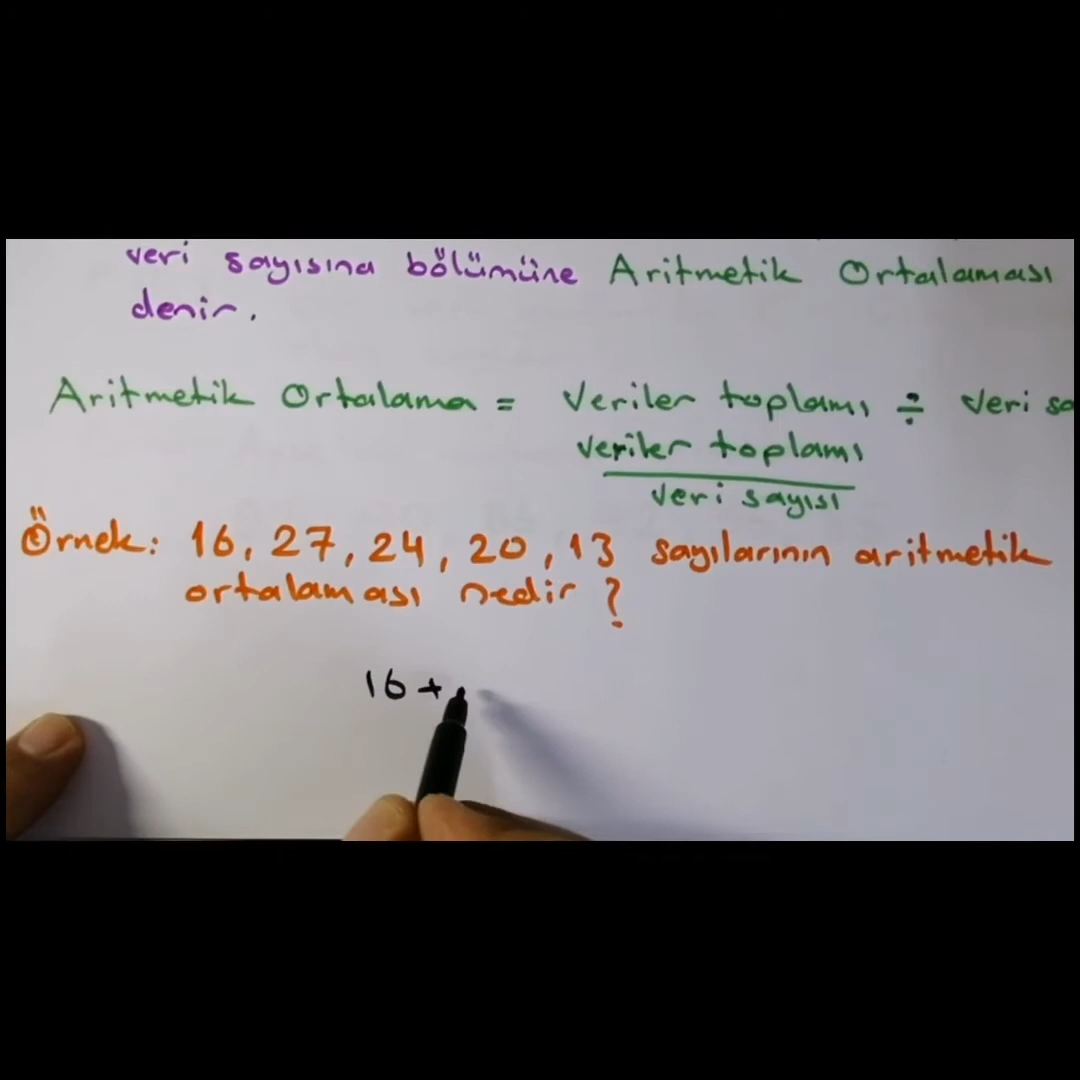 veri sayısına bölümüne Aritmetik Ortalaması
denir.
Aritmetik Ortalama = Veriler toplamı ÷ veri sa
veriler toplamı
veri sayısı
Örnek: 16, 27, 24, 20, 13 sayılarının aritmetik
ortalaması nedir?
16 +